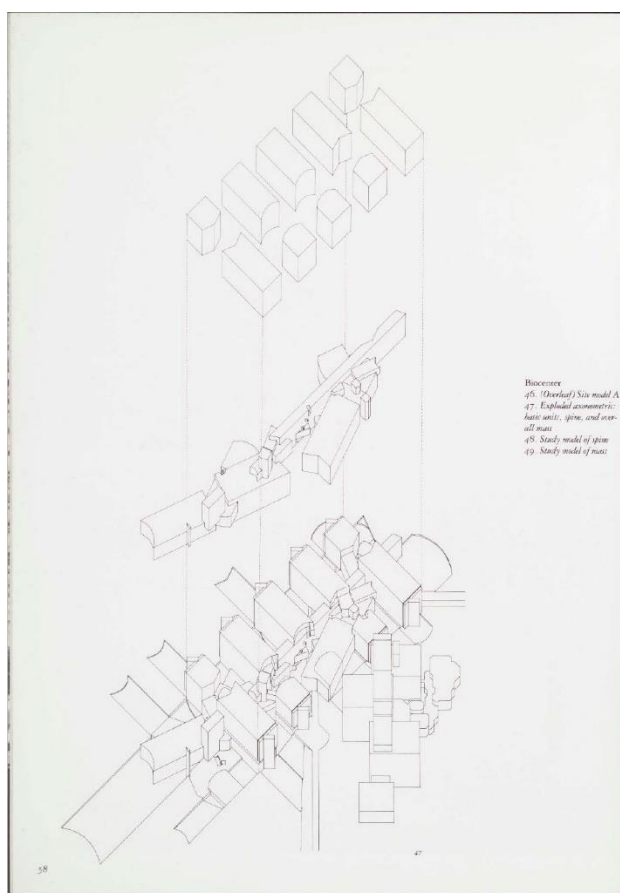 Biocenter
46. (Overleaf) Site model A
47. Exploded axonometric:
basic units, spine, and over-
all mass
48. Study model of spine
49. Study model of mass
47
58